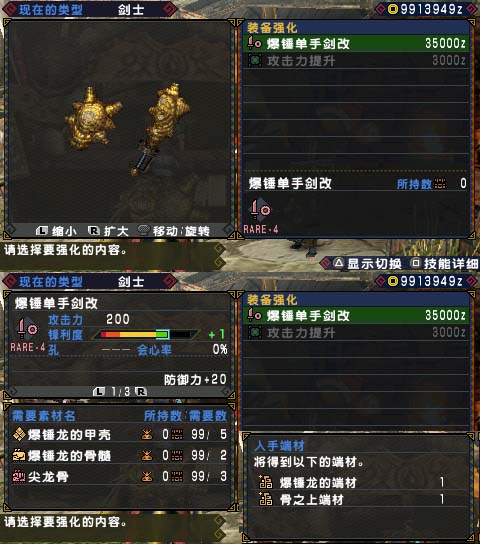 现在的类型 剑士
9913949z
装备强化
爆锤单手剑改 35000z
攻击力提升 3000z
爆锤单手剑改 所持数 0
RARE-4
L 缩小 R 扩大 移动/旋转
请选择要强化的内容。
△显示切换 □技能详细
现在的类型 剑士
9913949z
爆锤单手剑改
攻击力 200
锋利度 +1
RARE-4 孔 --- 会心率 0%
防御力+20
L 1/3 R
装备强化
爆锤单手剑改 35000z
攻击力提升 3000z
需要素材名 所持数 需要数
爆锤龙的甲壳 0 99/ 5
爆锤龙的骨髓 0 99/ 2
尖龙骨 0 99/ 3
入手端材
将得到以下的端材。
爆锤龙的端材 1
骨之上端材 1
请选择要强化的内容。